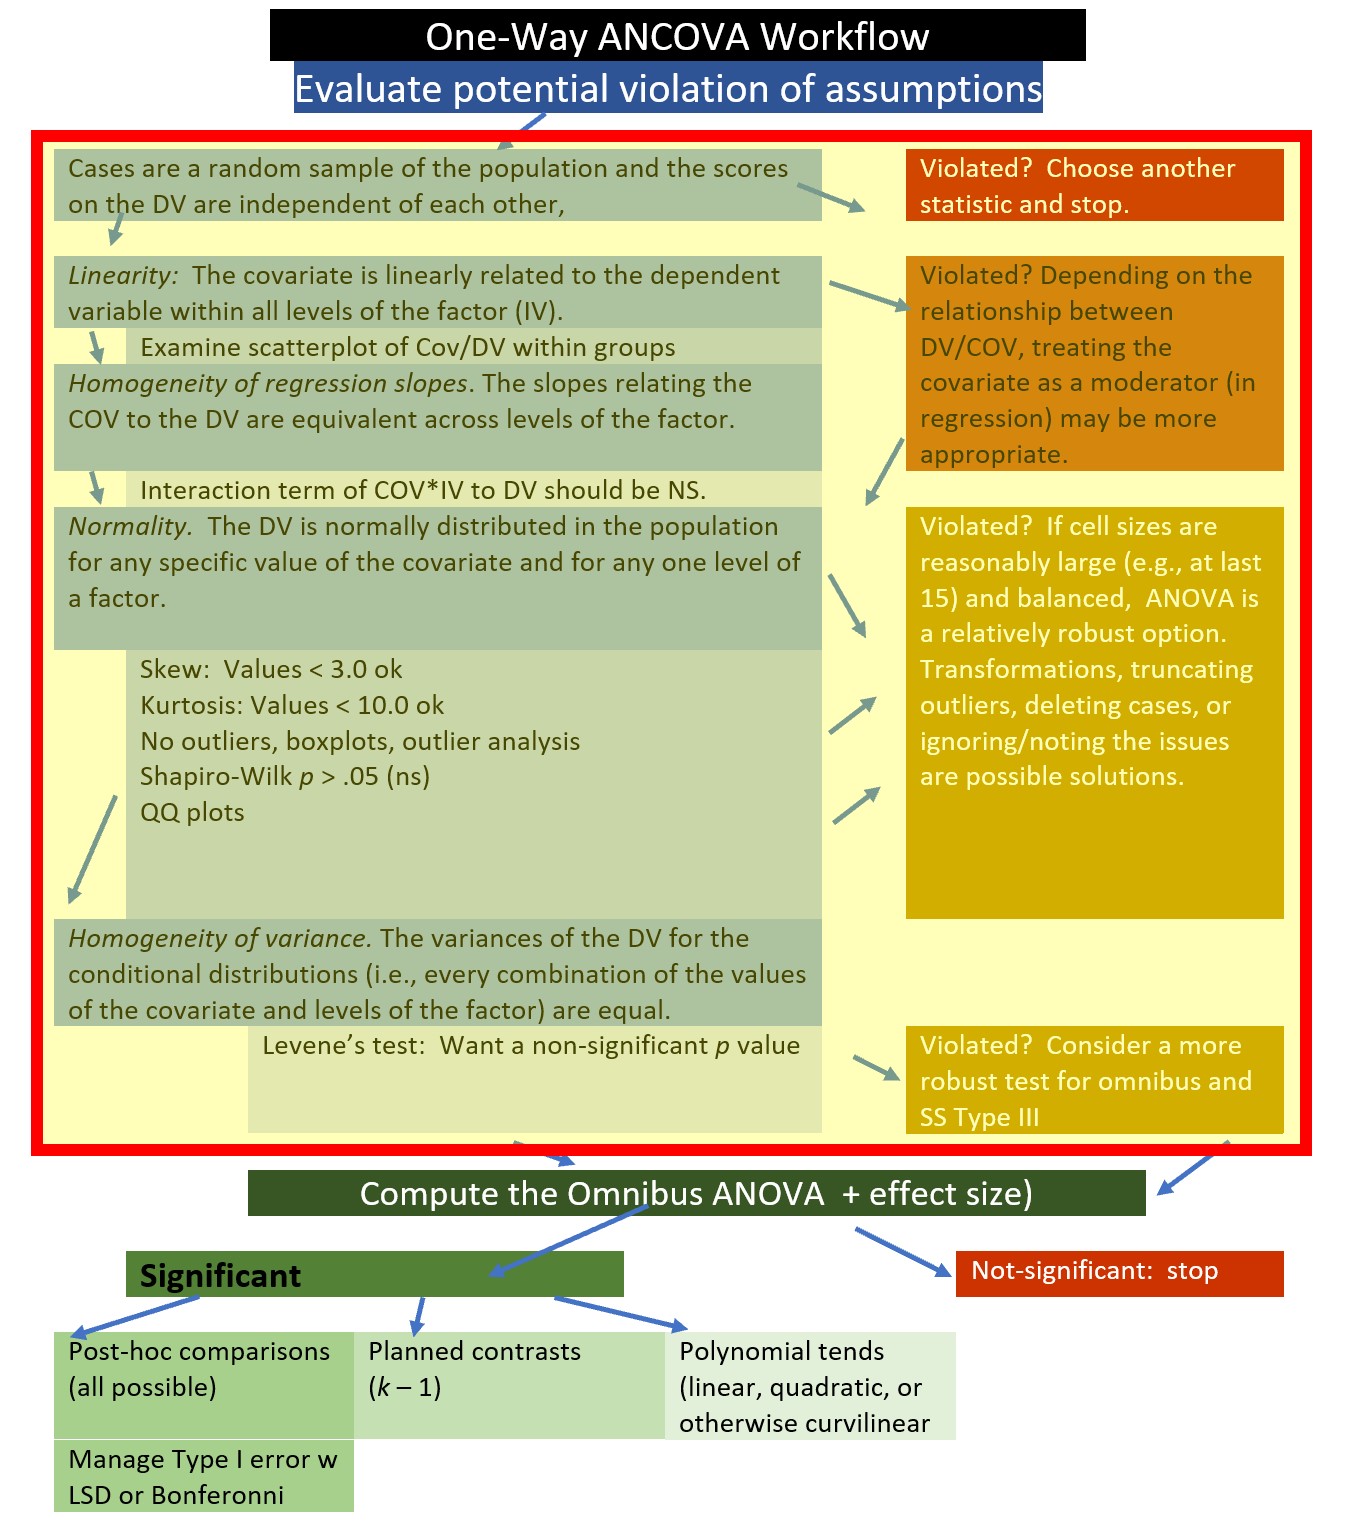 One-Way ANCOVA Workflow
Evaluate potential violation of assumptions
Cases are a random sample of the population and the scores
on the DV are independent of each other,
Violated?  Choose another
statistic and stop.
Linearity:  The covariate is linearly related to the dependent
variable within all levels of the factor (IV).
Examine scatterplot of Cov/DV within groups
Homogeneity of regression slopes. The slopes relating the
COV to the DV are equivalent across levels of the factor.
Interaction term of COV*IV to DV should be NS.
Violated? Depending on the
relationship between
DV/COV, treating the
covariate as a moderator (in
regression) may be more
appropriate.
Normality.  The DV is normally distributed in the population
for any specific value of the covariate and for any one level of
a factor.
Skew:  Values < 3.0 ok
Kurtosis: Values < 10.0 ok
No outliers, boxplots, outlier analysis
Shapiro-Wilk p > .05 (ns)
QQ plots
Violated?  If cell sizes are
reasonably large (e.g., at last
15) and balanced,  ANOVA is
a relatively robust option.
Transformations, truncating
outliers, deleting cases, or
ignoring/noting the issues
are possible solutions.
Homogeneity of variance. The variances of the DV for the
conditional distributions (i.e., every combination of the values
of the covariate and levels of the factor) are equal.
Levene’s test:  Want a non-significant p value
Violated?  Consider a more
robust test for omnibus and
SS Type III
Compute the Omnibus ANOVA  + effect size)
Significant
Not-significant:  stop
Post-hoc comparisons
(all possible)
Planned contrasts
(k – 1)
Polynomial tends
(linear, quadratic, or
otherwise curvilinear
Manage Type I error w
LSD or Bonferonni